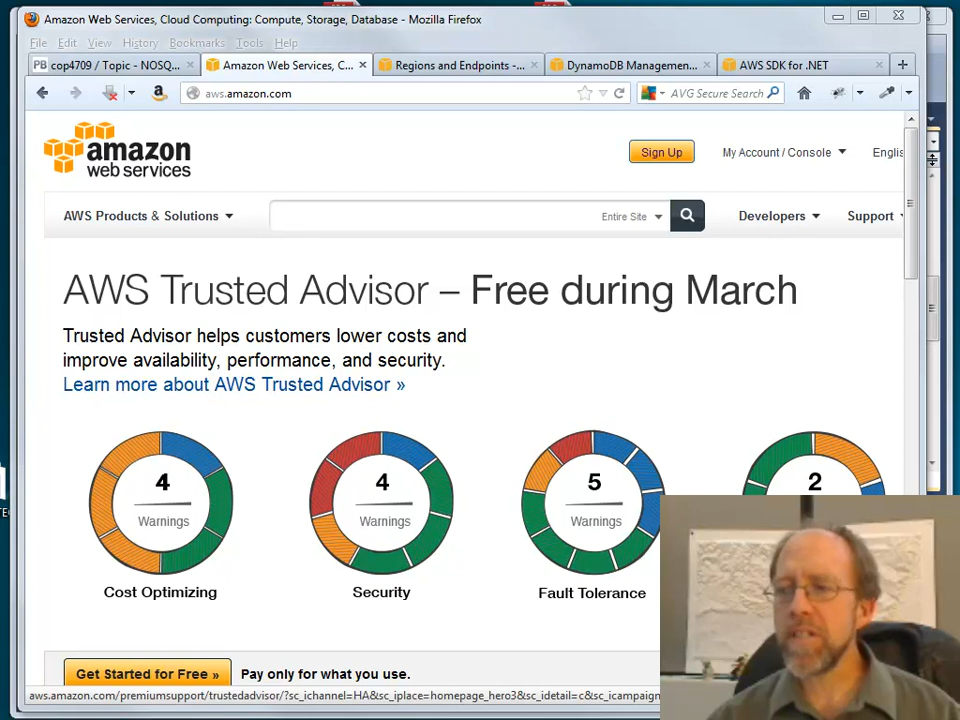 Amazon Web Services, Cloud Computing: Compute, Storage, Database - Mozilla Firefox
File Edit View History Bookmarks Tools Help
PB cop4709 / Topic - NOSQ... × Amazon Web Services, C... × Regions and Endpoints -... × DynamoDB Managemen... × AWS SDK for .NET × +
aws.amazon.com AVG Secure Search
amazon
web services
Sign Up My Account / Console Englis
AWS Products & Solutions Entire Site Developers Support
AWS Trusted Advisor – Free during March
Trusted Advisor helps customers lower costs and
improve availability, performance, and security.
Learn more about AWS Trusted Advisor »
4 4 5 2
Warnings Warnings Warnings
Cost Optimizing Security Fault Tolerance
Get Started for Free » Pay only for what you use.
aws.amazon.com/premiumsupport/trustedadvisor/?sc_ichannel=HA&sc_iplace=homepage_hero3&sc_idetail=c&sc_icampaign